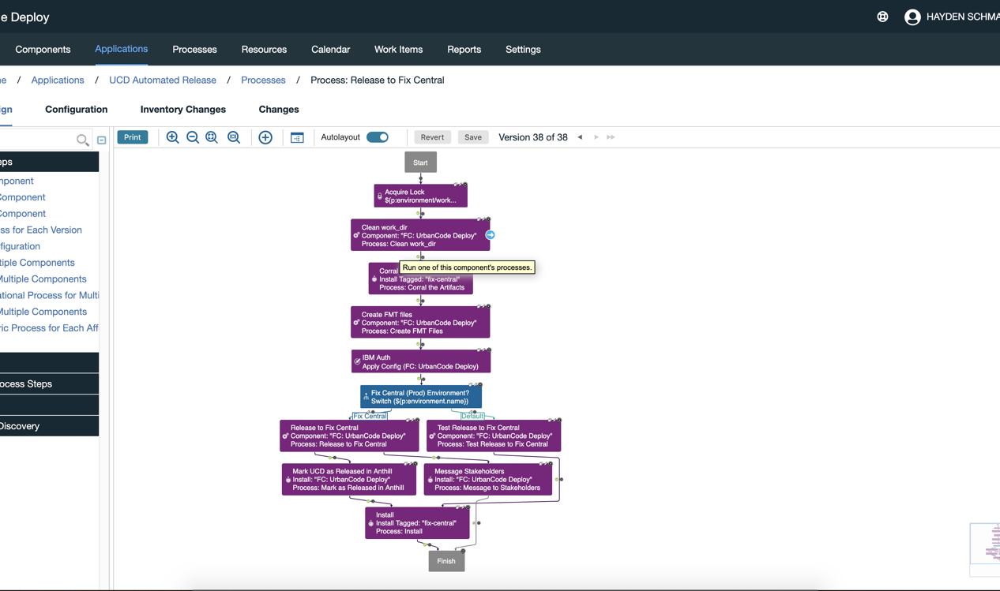 e Deploy
HAYDEN SCHMA
Components Applications Processes Resources Calendar Work Items Reports Settings
ne / Applications / UCD Automated Release / Processes / Process: Release to Fix Central
ign Configuration Inventory Changes Changes
Print Autolayout Revert Save Version 38 of 38
eps
nponent
Component
Component
ss for Each Version
figuration
tiple Components
Multiple Components
ational Process for Multi
Multiple Components
ric Process for Each Aff
ocess Steps
Discovery
Start
Acquire Lock
${p:environment/work...
Clean work_dir
Component: "FC: UrbanCode Deploy"
Process: Clean work_dir
Run one of this component's processes.
Corral
Install Tagged: "fix-central"
Process: Corral the Artifacts
Create FMT files
Component: "FC: UrbanCode Deploy"
Process: Create FMT Files
IBM Auth
Apply Config (FC: UrbanCode Deploy)
Fix Central (Prod) Environment?
Switch (${p:environment.name})
Fix Central
Default
Release to Fix Central
Component: "FC: UrbanCode Deploy"
Process: Release to Fix Central
Test Release to Fix Central
Component: "FC: UrbanCode Deploy"
Process: Test Release to Fix Central
Mark UCD as Released in Anthill
Install: "FC: UrbanCode Deploy"
Process: Mark as Released in Anthill
Message Stakeholders
Install: "FC: UrbanCode Deploy"
Process: Message to Stakeholders
Install
Install Tagged: "fix-central"
Process: Install
Finish